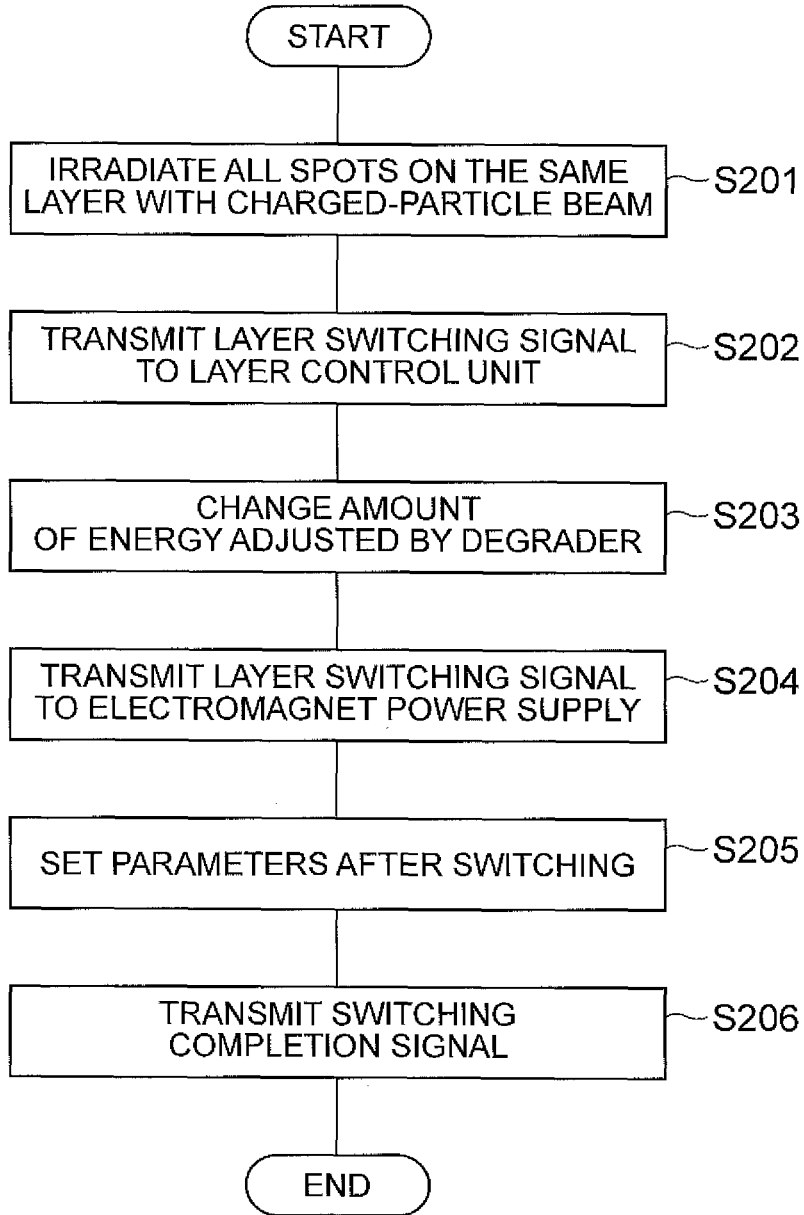 START
IRRADIATE ALL SPOTS ON THE SAME
LAYER WITH CHARGED-PARTICLE BEAM
S201
TRANSMIT LAYER SWITCHING SIGNAL
TO LAYER CONTROL UNIT
S202
CHANGE AMOUNT
OF ENERGY ADJUSTED BY DEGRADER
S203
TRANSMIT LAYER SWITCHING SIGNAL
TO ELECTROMAGNET POWER SUPPLY
S204
SET PARAMETERS AFTER SWITCHING
S205
TRANSMIT SWITCHING
COMPLETION SIGNAL
S206
END